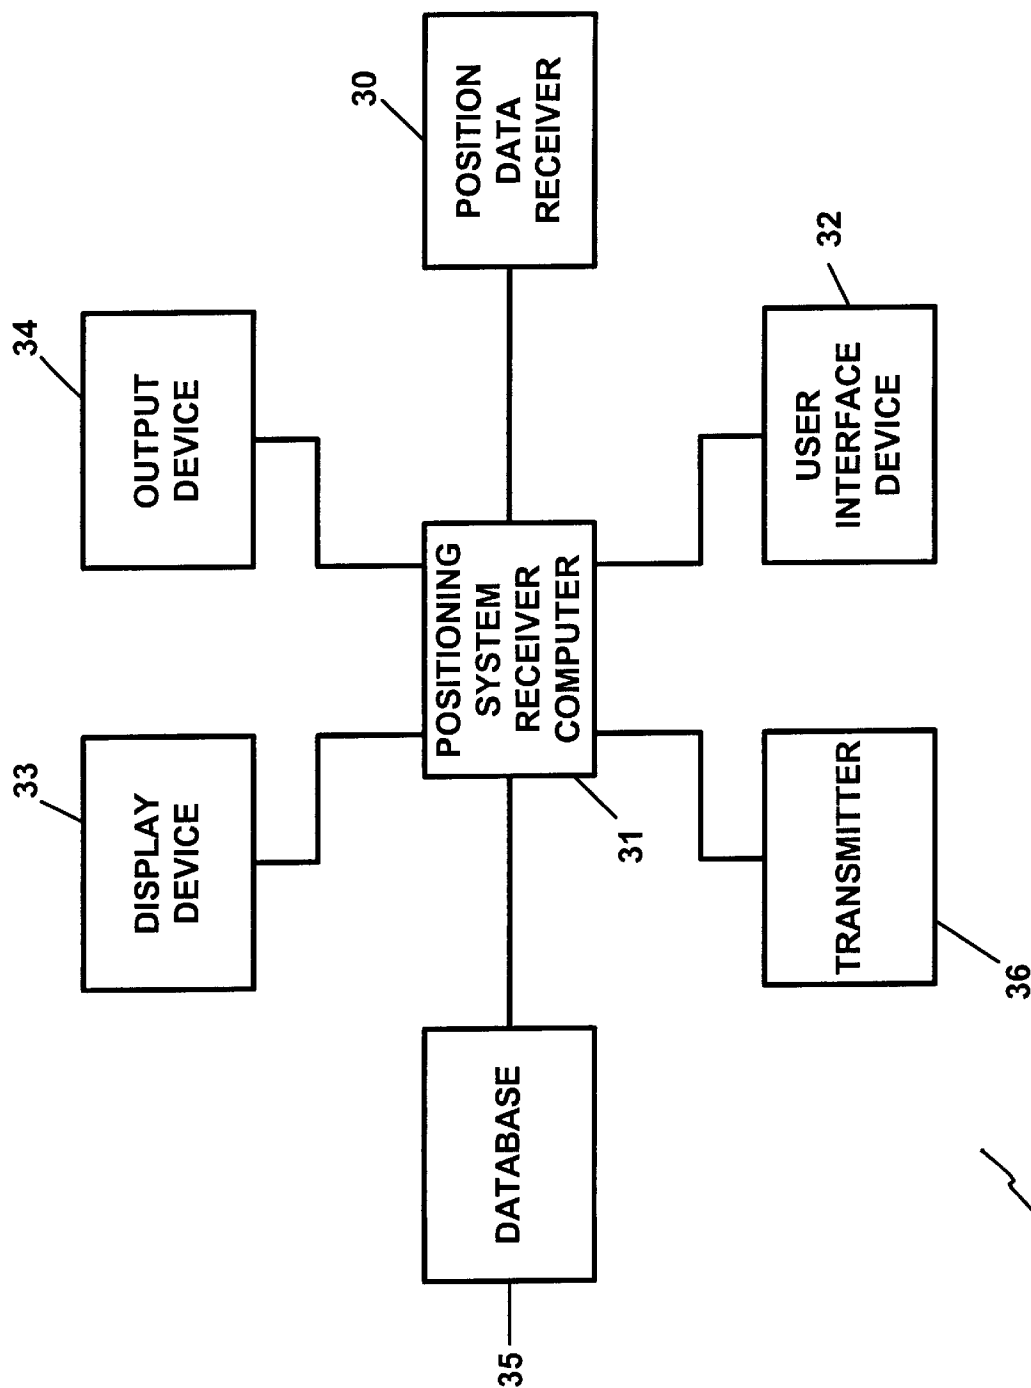 33
DISPLAY
DEVICE
34
OUTPUT
DEVICE
35
DATABASE
POSITIONING
SYSTEM
RECEIVER
COMPUTER
31
30
POSITION
DATA
RECEIVER
36
TRANSMITTER
32
USER
INTERFACE
DEVICE